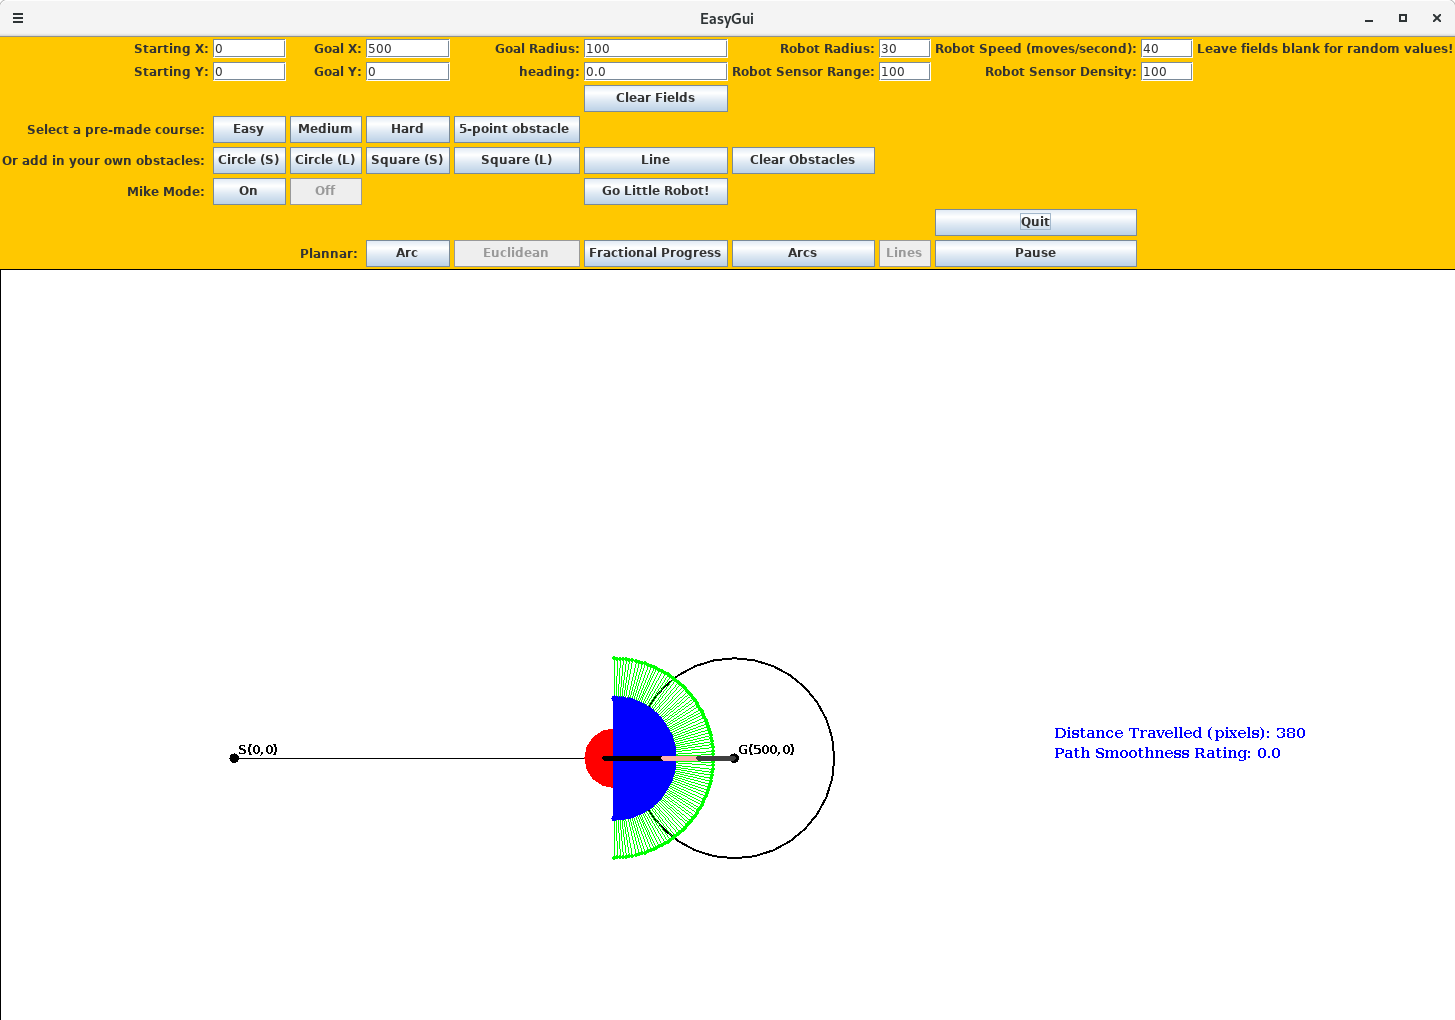 EasyGui
Starting X: 0 Goal X: 500 Goal Radius: 100 Robot Radius: 30 Robot Speed (moves/second): 40 Leave fields blank for random values!
Starting Y: 0 Goal Y: 0 heading: 0.0 Robot Sensor Range: 100 Robot Sensor Density: 100
Clear Fields
Select a pre-made course: Easy Medium Hard 5-point obstacle
Or add in your own obstacles: Circle (S) Circle (L) Square (S) Square (L) Line Clear Obstacles
Mike Mode: On Off Go Little Robot!
Quit
Plannar: Arc Euclidean Fractional Progress Arcs Lines Pause
Distance Travelled (pixels): 380
S(0,0) G(500,0)
Path Smoothness Rating: 0.0